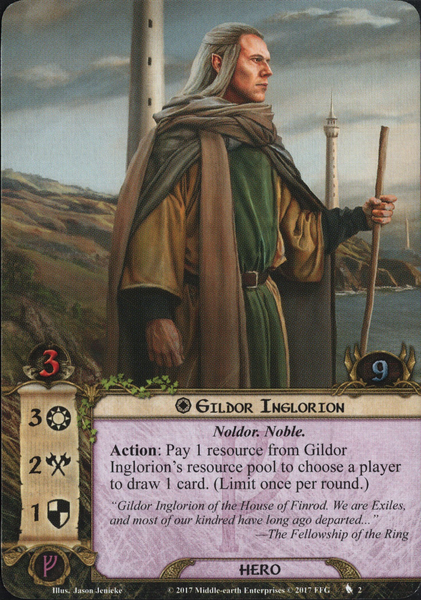 3
9
Gildor Inglorion
3
2
1
Noldor. Noble.
Action: Pay 1 resource from Gildor
Inglorion's resource pool to choose a player
to draw 1 card. (Limit once per round.)
"Gildor Inglorion of the House of Finrod. We are Exiles,
and most of our kindred have long ago departed..."
—The Fellowship of the Ring
HERO
Illus. Jason Jenicke
© 2017 Middle-earth Enterprises © 2017 FFG
2